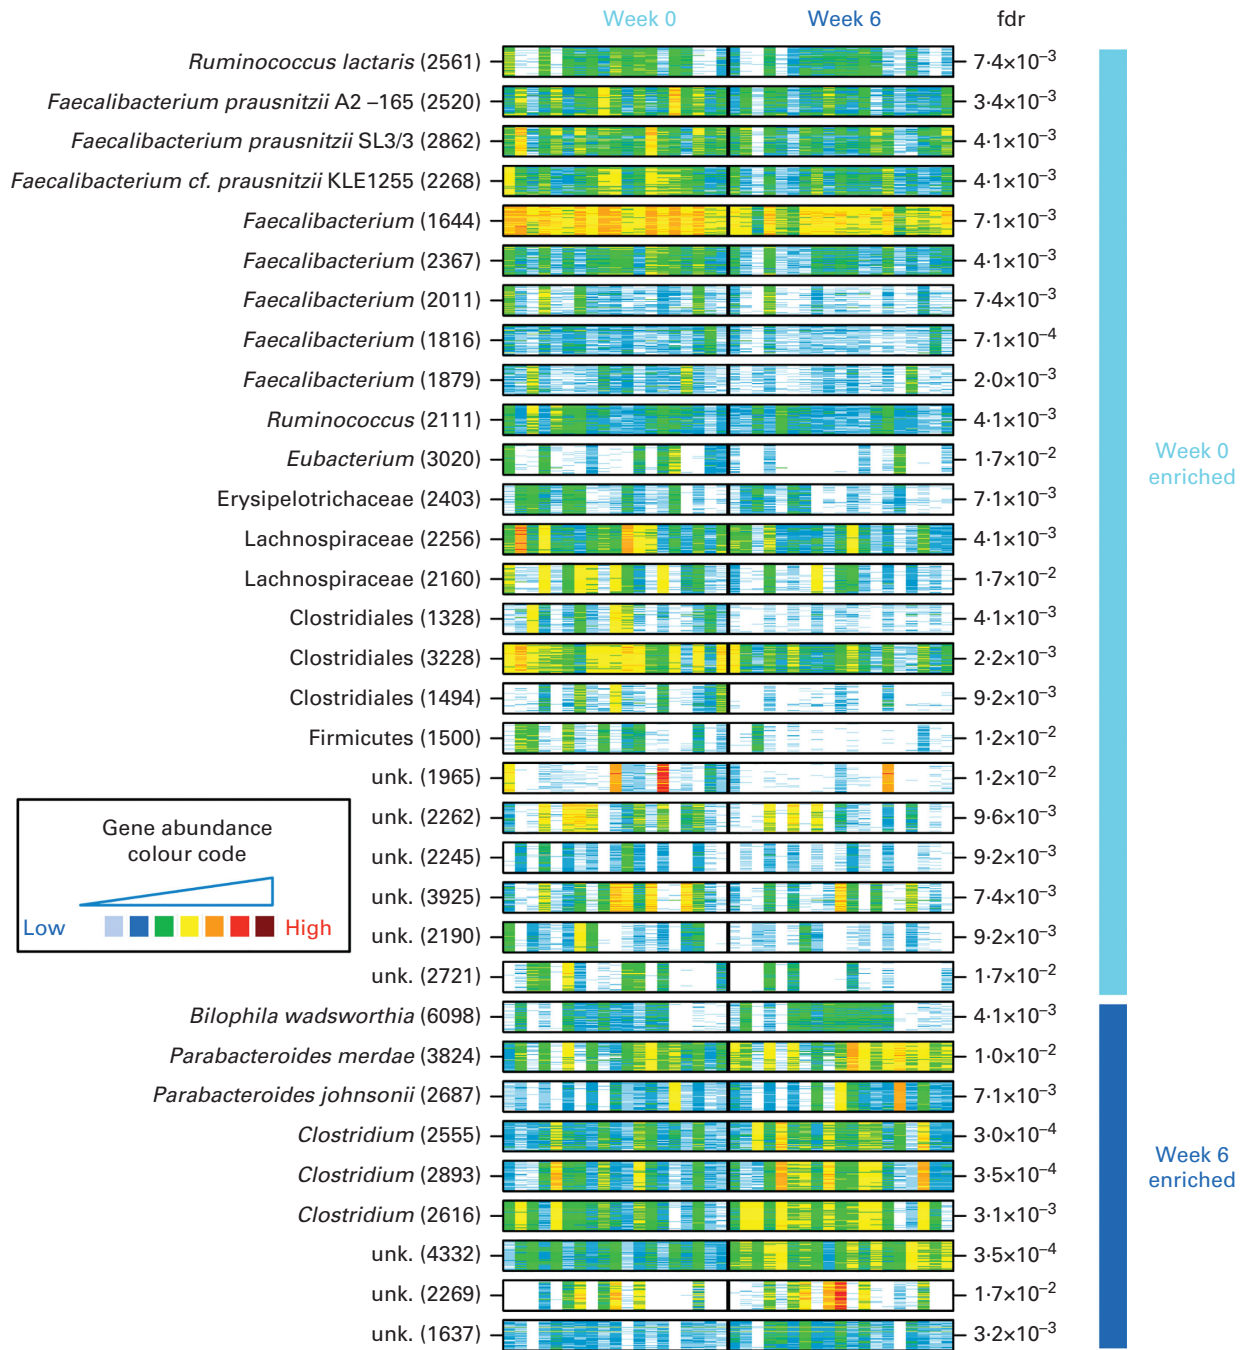 Week 0 Week 6 fdr
Ruminococcus lactaris (2561) 7·4×10⁻³
Faecalibacterium prausnitzii A2 –165 (2520) 3·4×10⁻³
Faecalibacterium prausnitzii SL3/3 (2862) 4·1×10⁻³
Faecalibacterium cf. prausnitzii KLE1255 (2268) 4·1×10⁻³
Faecalibacterium (1644) 7·1×10⁻³
Faecalibacterium (2367) 4·1×10⁻³
Faecalibacterium (2011) 7·4×10⁻³
Faecalibacterium (1816) 7·1×10⁻⁴
Faecalibacterium (1879) 2·0×10⁻³
Ruminococcus (2111) 4·1×10⁻³
Eubacterium (3020) 1·7×10⁻²
Week 0
enriched
Erysipelotrichaceae (2403) 7·1×10⁻³
Lachnospiraceae (2256) 4·1×10⁻³
Lachnospiraceae (2160) 1·7×10⁻²
Clostridiales (1328) 4·1×10⁻³
Clostridiales (3228) 2·2×10⁻³
Clostridiales (1494) 9·2×10⁻³
Firmicutes (1500) 1·2×10⁻²
unk. (1965) 1·2×10⁻²
unk. (2262) 9·6×10⁻³
unk. (2245) 9·2×10⁻³
unk. (3925) 7·4×10⁻³
unk. (2190) 9·2×10⁻³
unk. (2721) 1·7×10⁻²
Gene abundance
colour code
Low High
Bilophila wadsworthia (6098) 4·1×10⁻³
Parabacteroides merdae (3824) 1·0×10⁻²
Parabacteroides johnsonii (2687) 7·1×10⁻³
Clostridium (2555) 3·0×10⁻⁴
Clostridium (2893) 3·5×10⁻⁴
Week 6
enriched
Clostridium (2616) 3·1×10⁻³
unk. (4332) 3·5×10⁻⁴
unk. (2269) 1·7×10⁻²
unk. (1637) 3·2×10⁻³